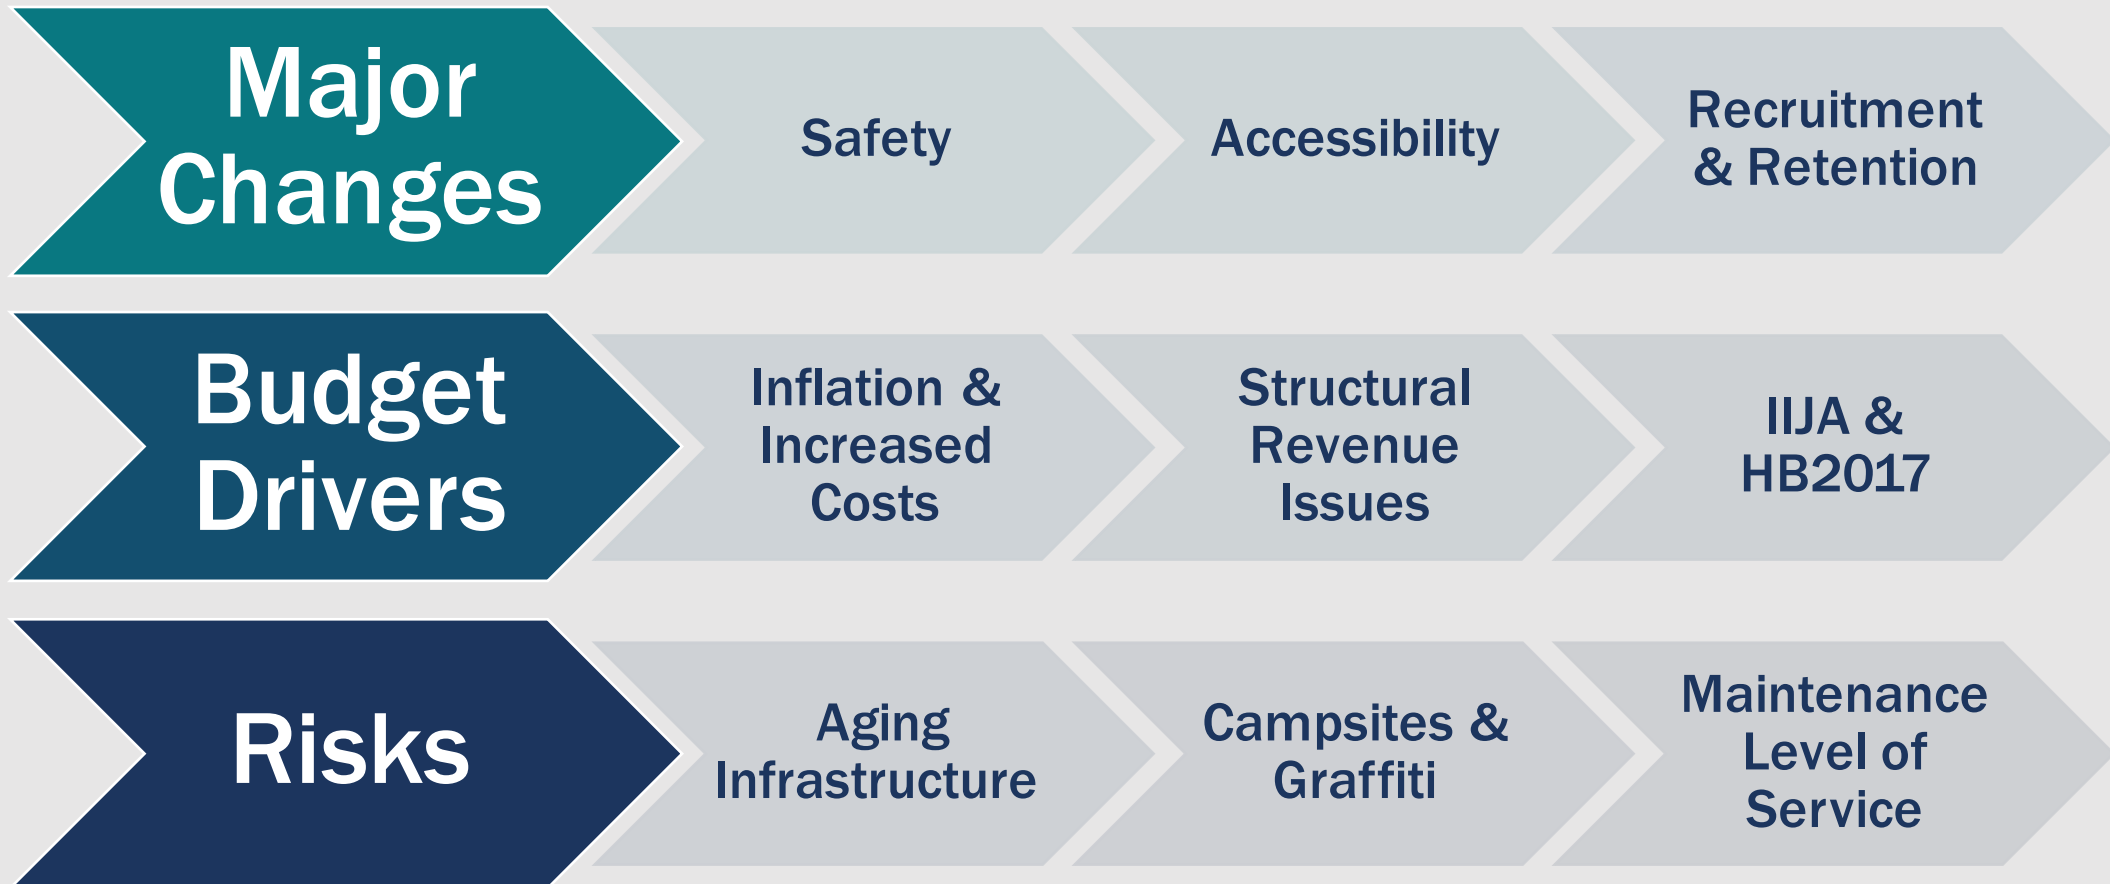 Major
Changes
Safety
Accessibility
Recruitment
& Retention
Budget
Drivers
Inflation &
Increased
Costs
Structural
Revenue
Issues
IIJA &
HB2017
Risks
Aging
Infrastructure
Campsites &
Graffiti
Maintenance
Level of
Service